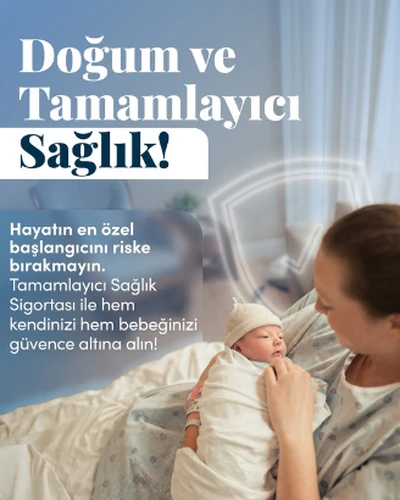 Doğum ve
Tamamlayıcı
Sağlık!
Hayatın en özel
başlangıcını riske
bırakmayın.
Tamamlayıcı Sağlık
Sigortası ile hem
kendinizi hem bebeğinizi
güvence altına alın!